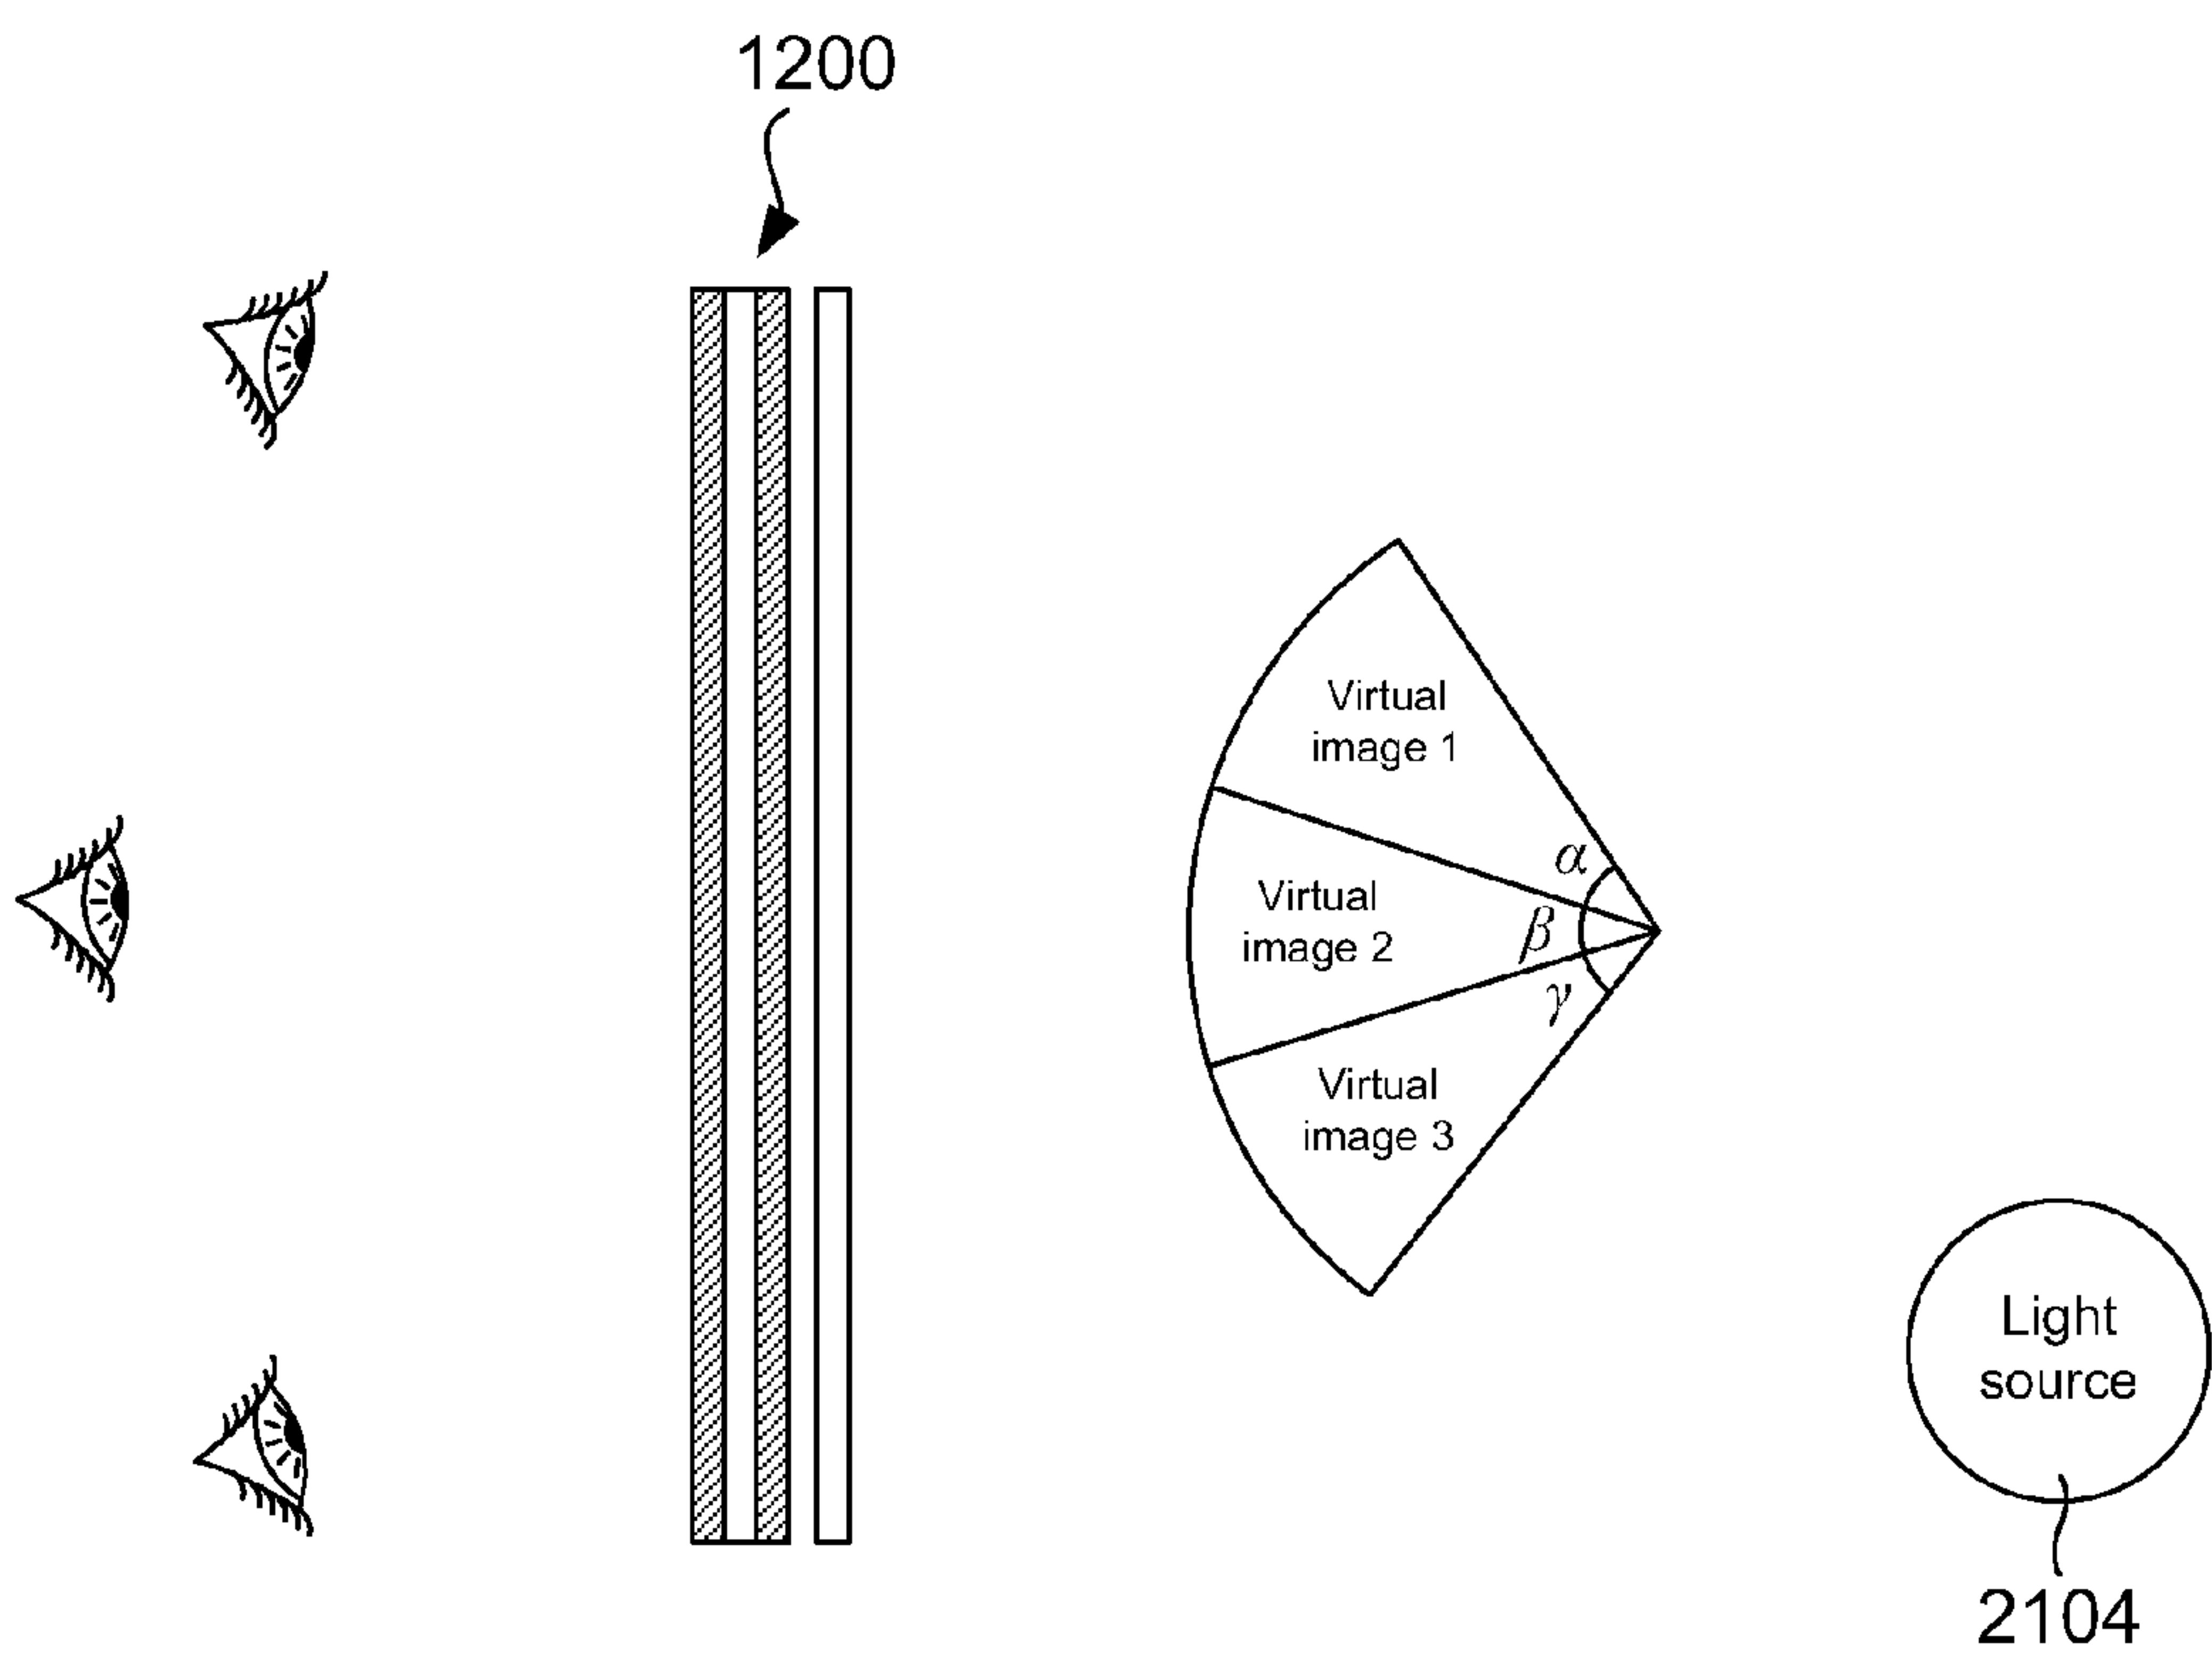 1200
Virtual
image 1
α
Virtual
image 2
β
γ
Virtual
image 3
Light
source
2104